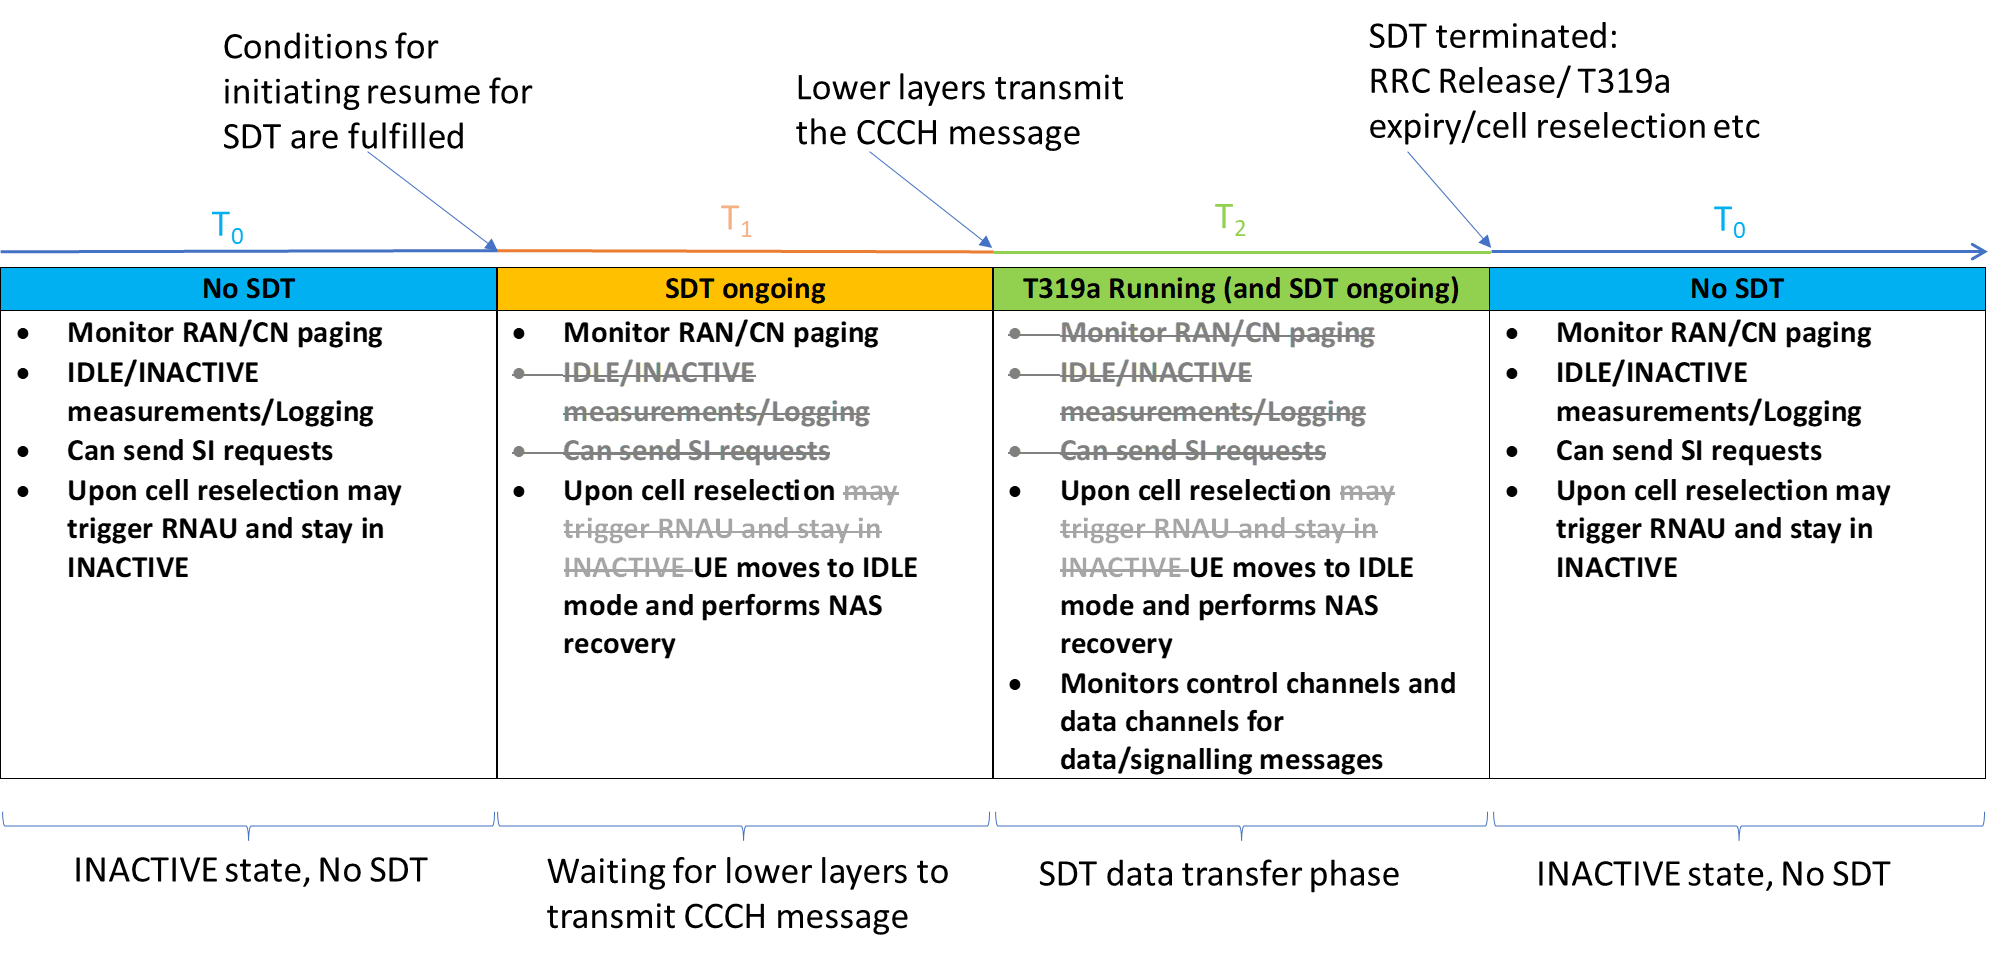 Conditions for
initiating resume for
SDT are fulfilled
Lower layers transmit
the CCCH message
SDT terminated:
RRC Release/ T319a
expiry/cell reselection etc
T0
T1
T2
T0
No SDT
• Monitor RAN/CN paging
• IDLE/INACTIVE
measurements/Logging
• Can send SI requests
• Upon cell reselection may
trigger RNAU and stay in
INACTIVE
SDT ongoing
• Monitor RAN/CN paging
• IDLE/INACTIVE
measurements/Logging
• Can send SI requests
• Upon cell reselection may
trigger RNAU and stay in
INACTIVE UE moves to IDLE
mode and performs NAS
recovery
T319a Running (and SDT ongoing)
• Monitor RAN/CN paging
• IDLE/INACTIVE
measurements/Logging
• Can send SI requests
• Upon cell reselection may
trigger RNAU and stay in
INACTIVE UE moves to IDLE
mode and performs NAS
recovery
• Monitors control channels and
data channels for
data/signalling messages
No SDT
• Monitor RAN/CN paging
• IDLE/INACTIVE
measurements/Logging
• Can send SI requests
• Upon cell reselection may
trigger RNAU and stay in
INACTIVE
INACTIVE state, No SDT
Waiting for lower layers to
transmit CCCH message
SDT data transfer phase
INACTIVE state, No SDT